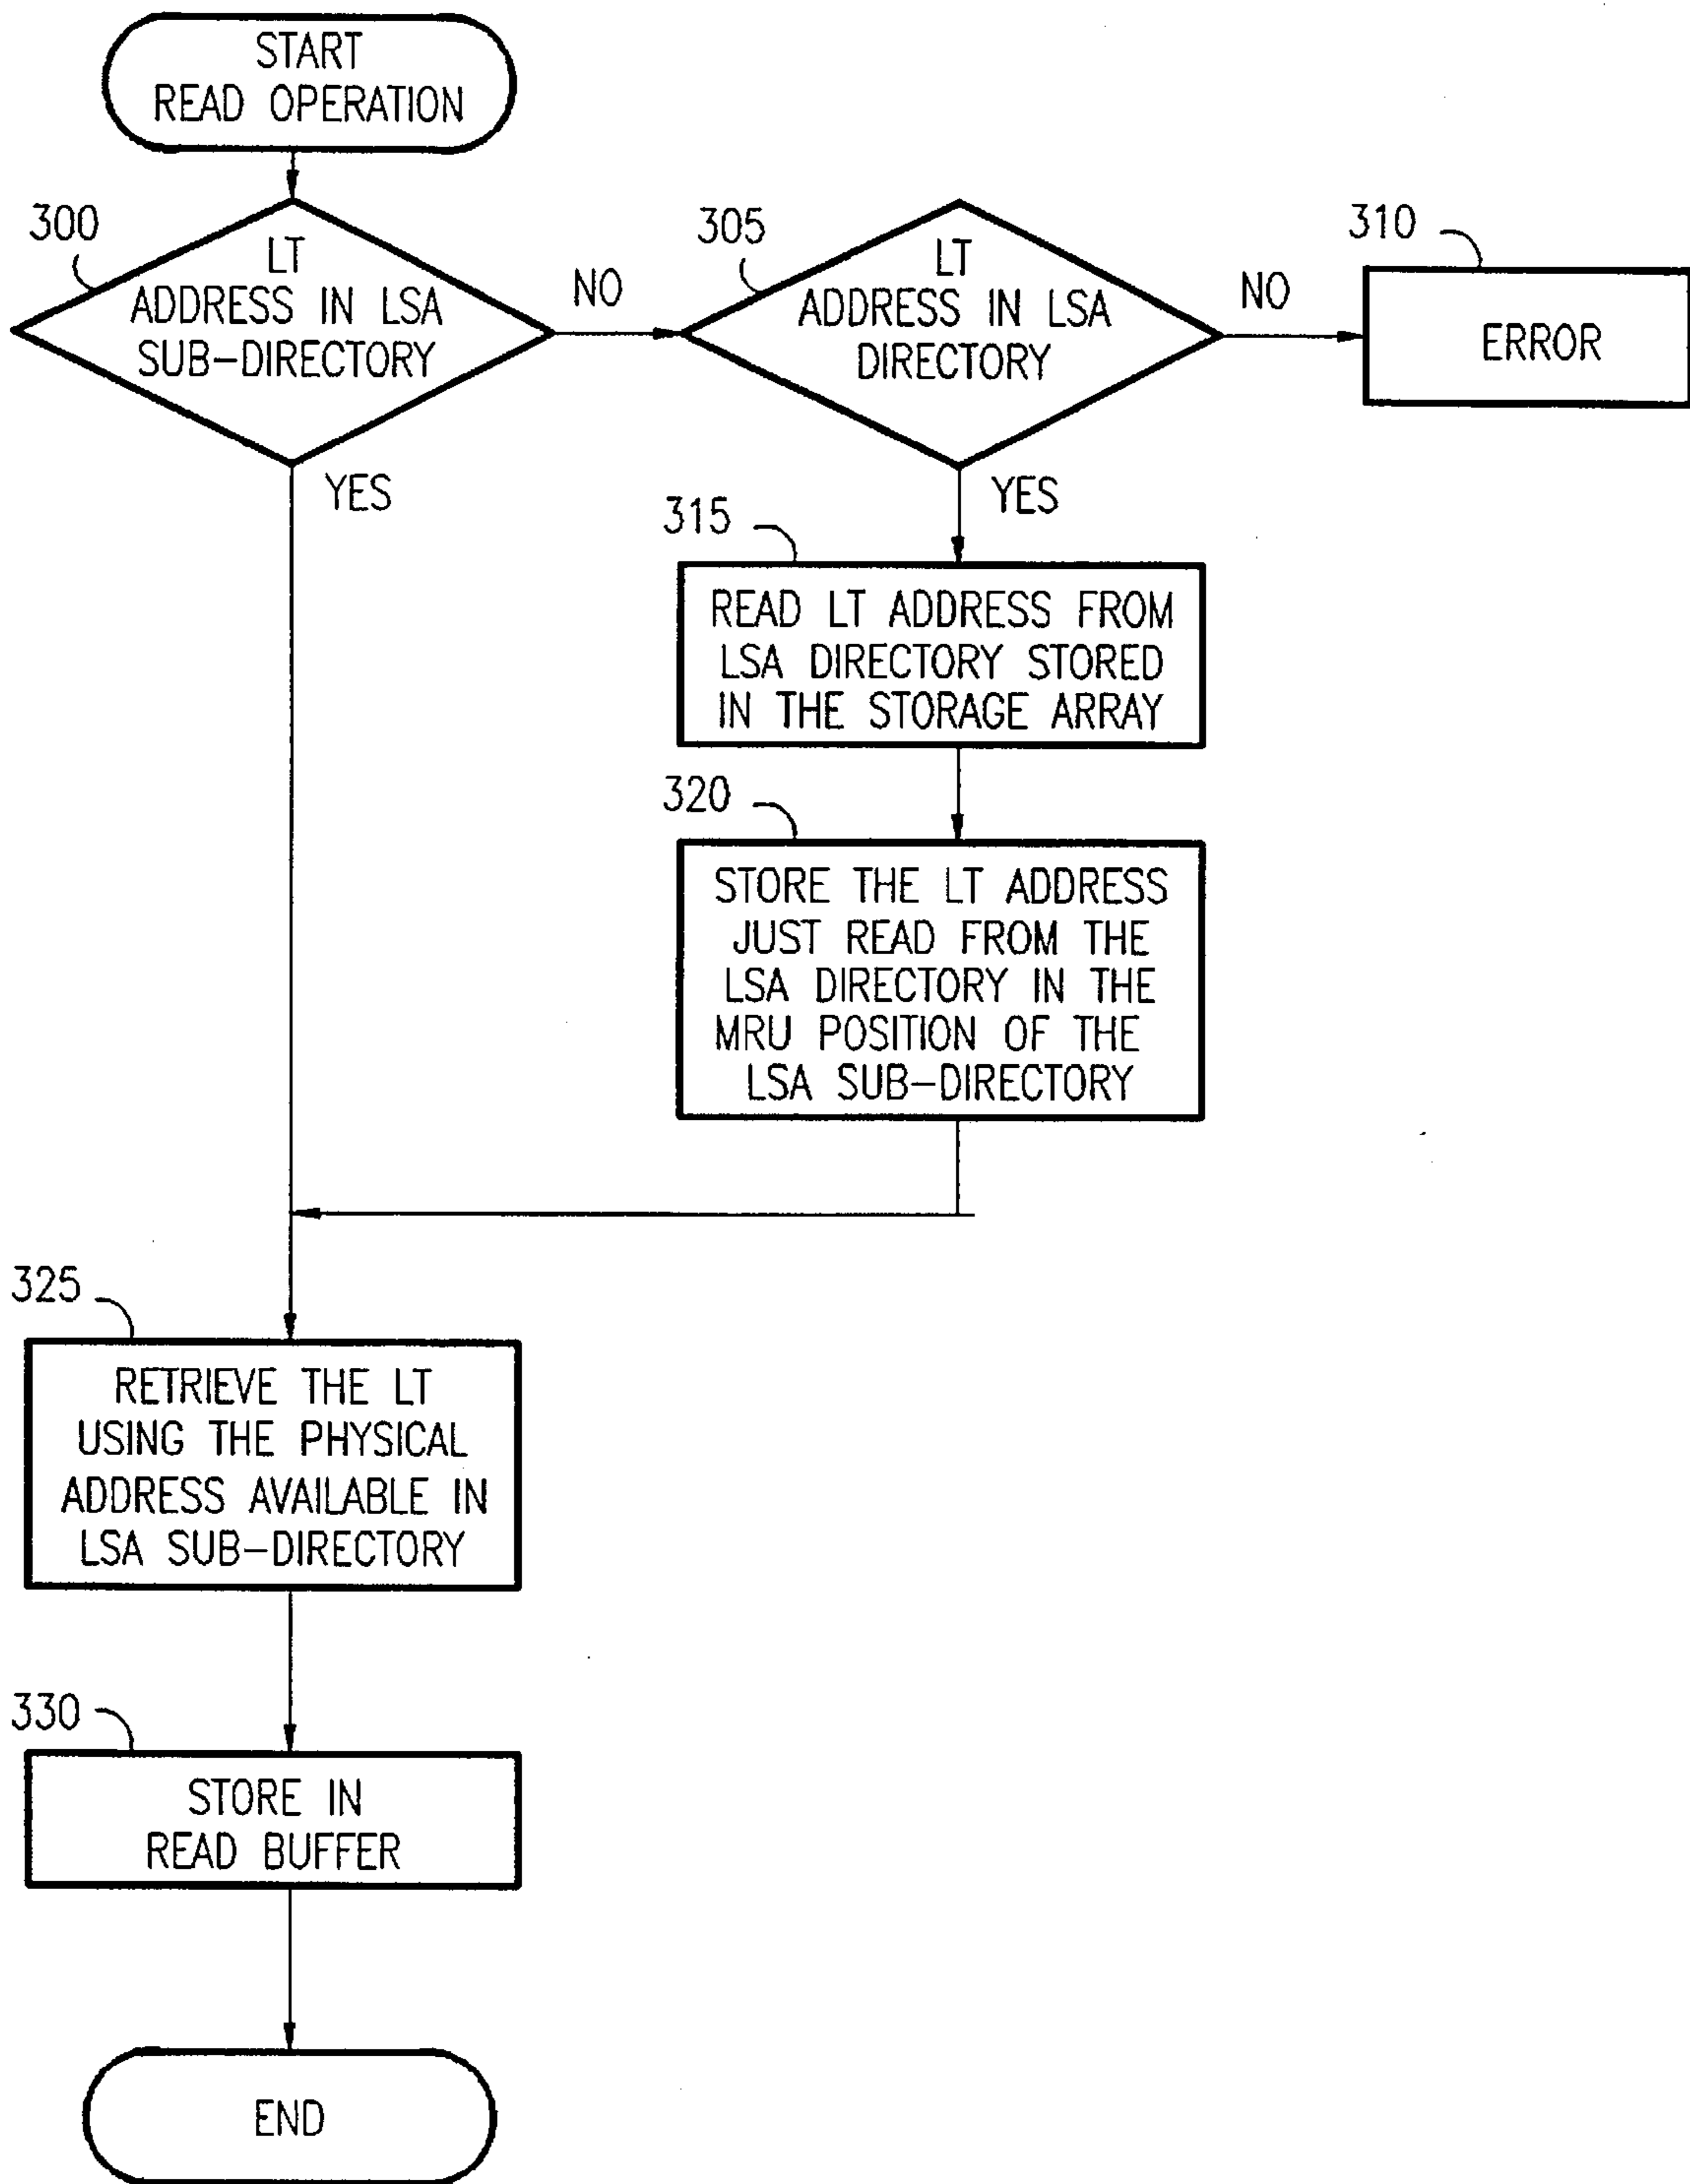 START
READ OPERATION
300
LT
ADDRESS IN LSA
SUB-DIRECTORY
NO
YES
305
LT
ADDRESS IN LSA
DIRECTORY
NO
YES
310
ERROR
315
READ LT ADDRESS FROM
LSA DIRECTORY STORED
IN THE STORAGE ARRAY
320
STORE THE LT ADDRESS
JUST READ FROM THE
LSA DIRECTORY IN THE
MRU POSITION OF THE
LSA SUB-DIRECTORY
325
RETRIEVE THE LT
USING THE PHYSICAL
ADDRESS AVAILABLE IN
LSA SUB-DIRECTORY
330
STORE IN
READ BUFFER
END